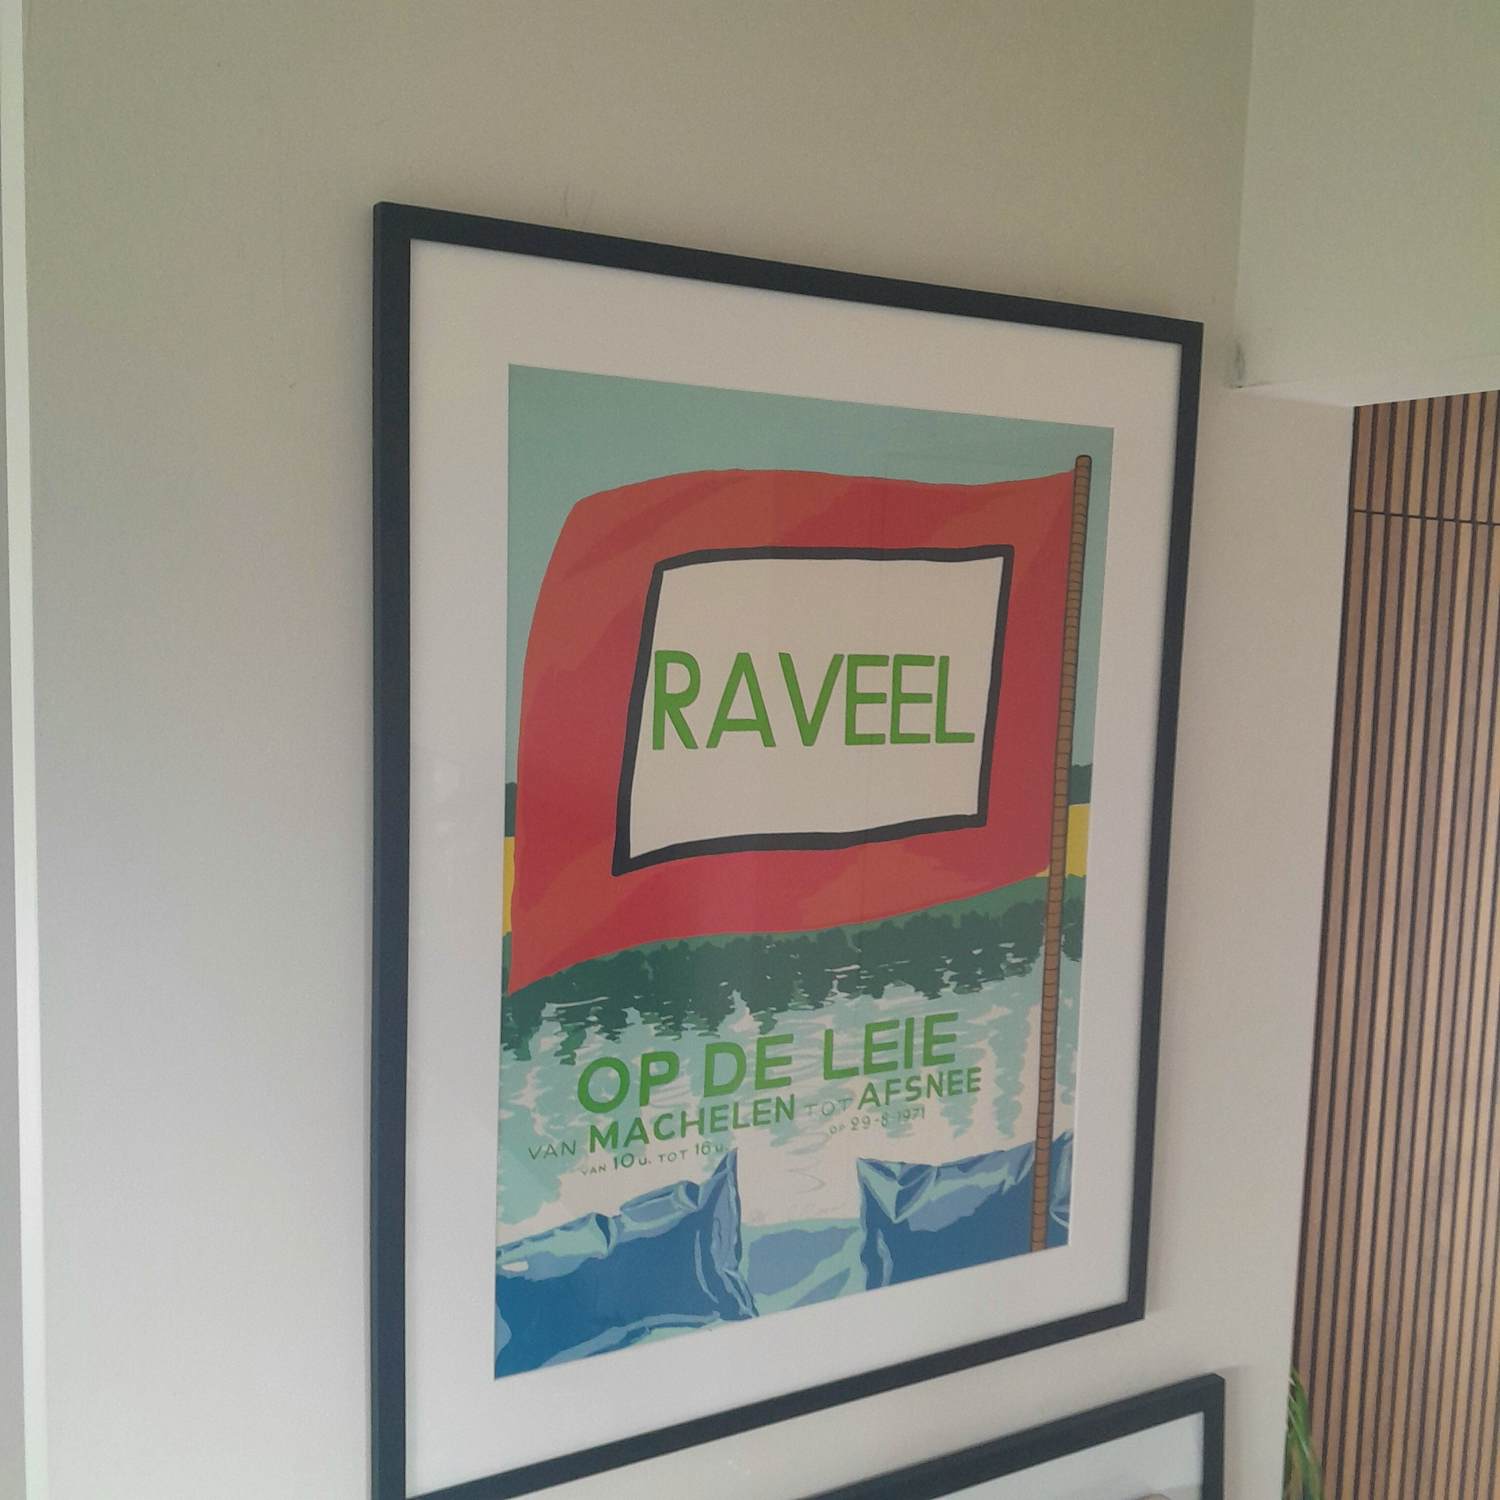 RAVEEL
OP DE LEIE
VAN MACHELEN TOT AFSNEE
VAN 10 u. TOT 16 u. OP 29-8-1971